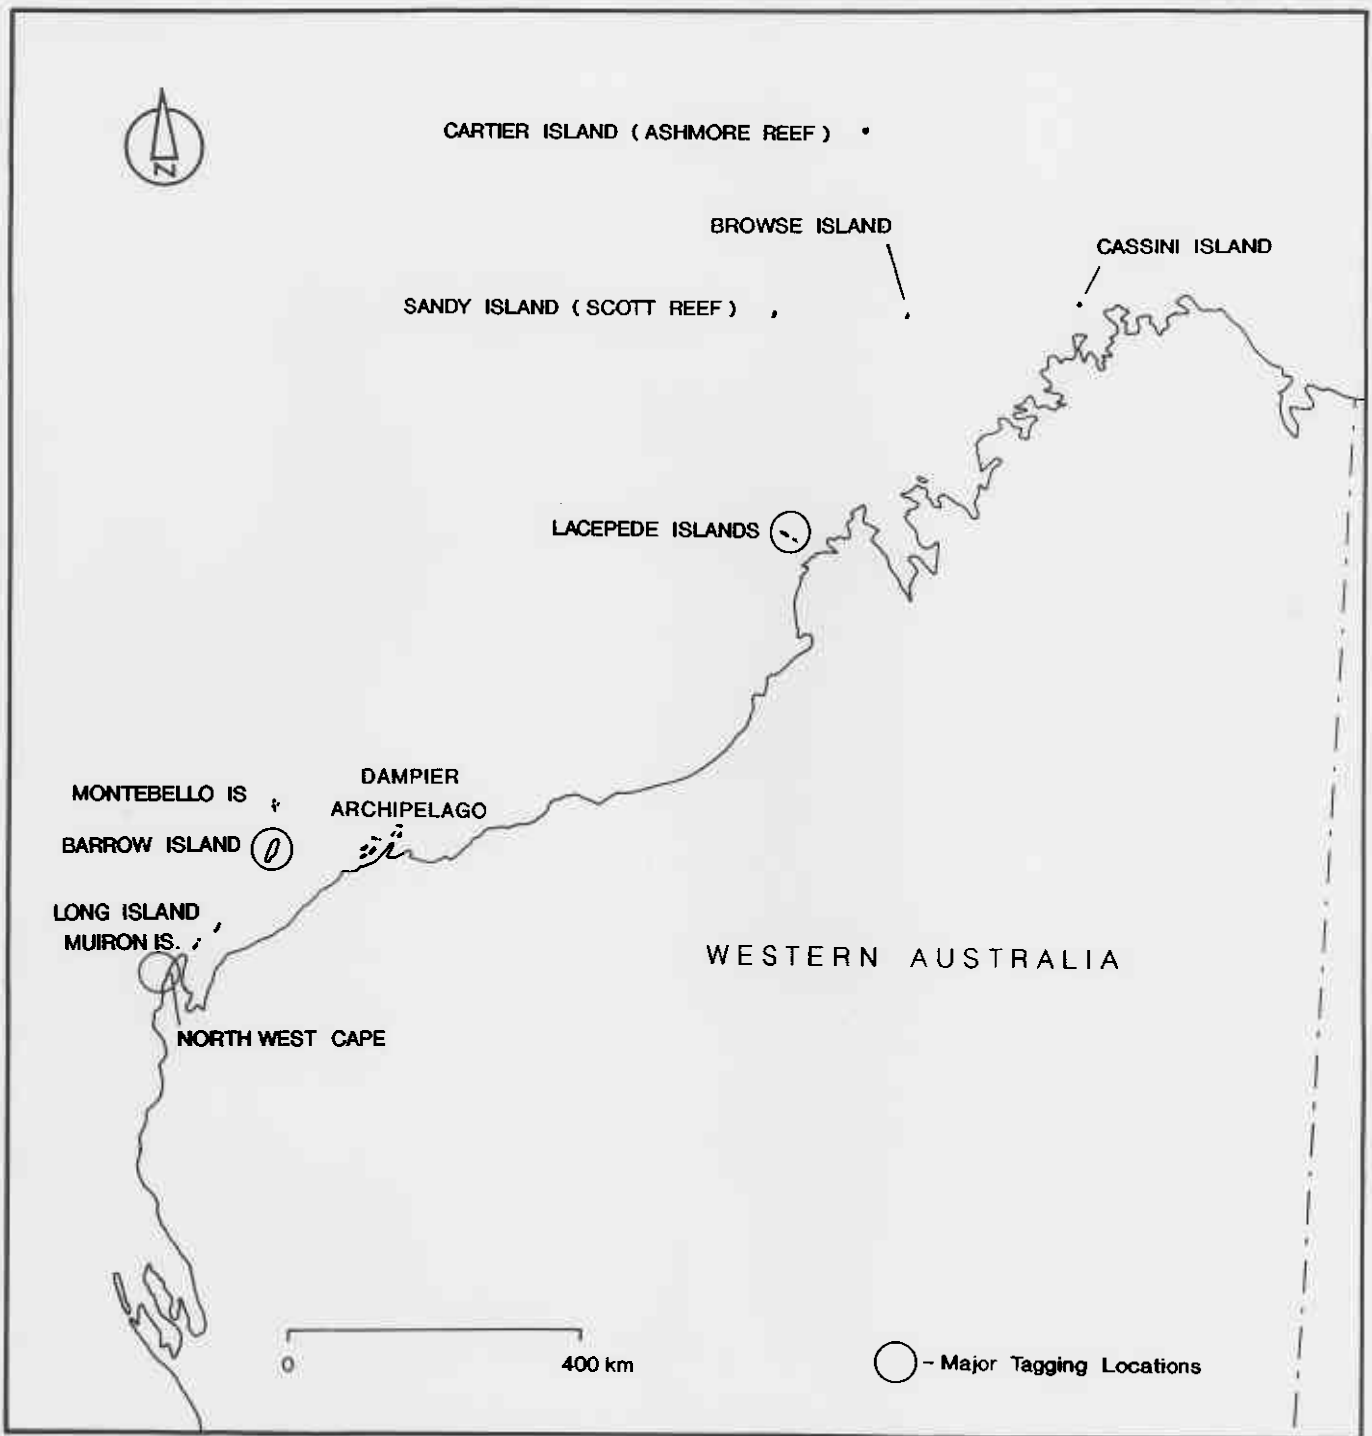 N
CARTIER ISLAND ( ASHMORE REEF )
BROWSE ISLAND
CASSINI ISLAND
SANDY ISLAND ( SCOTT REEF )
LACEPEDE ISLANDS
DAMPIER
ARCHIPELAGO
MONTEBELLO IS
BARROW ISLAND
LONG ISLAND
MUIRON IS.
WESTERN AUSTRALIA
NORTH WEST CAPE
0 400 km
- Major Tagging Locations